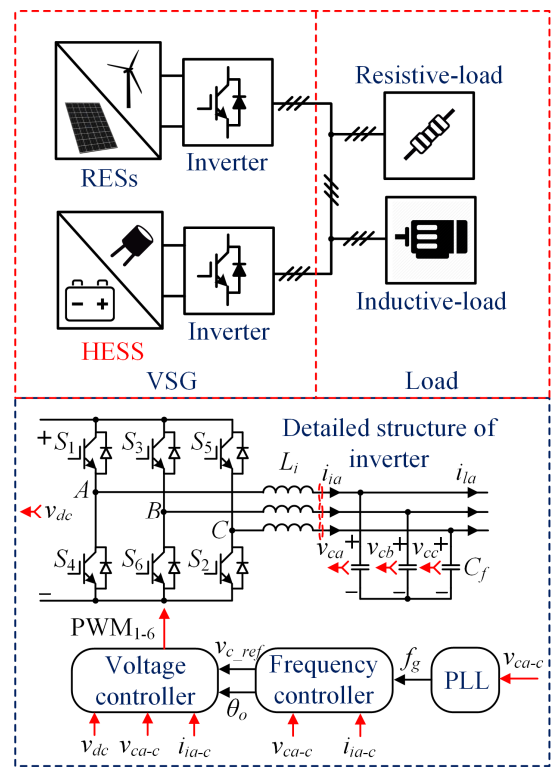 Resistive-load
Inverter
RESs
Inductive-load
Inverter
HESS
VSG
Load
Detailed structure of
inverter
+
S1
S3
S5
Li
iia
ila
A
vdc
B
C
vca
+
vcb
+
vcc
+
Cf
S4
S6
S2
−
−
−
−
PWM1-6
vc_ref
Voltage
controller
θo
Frequency
controller
fg
PLL
vca-c
vdc
vca-c
iia-c
vca-c
iia-c